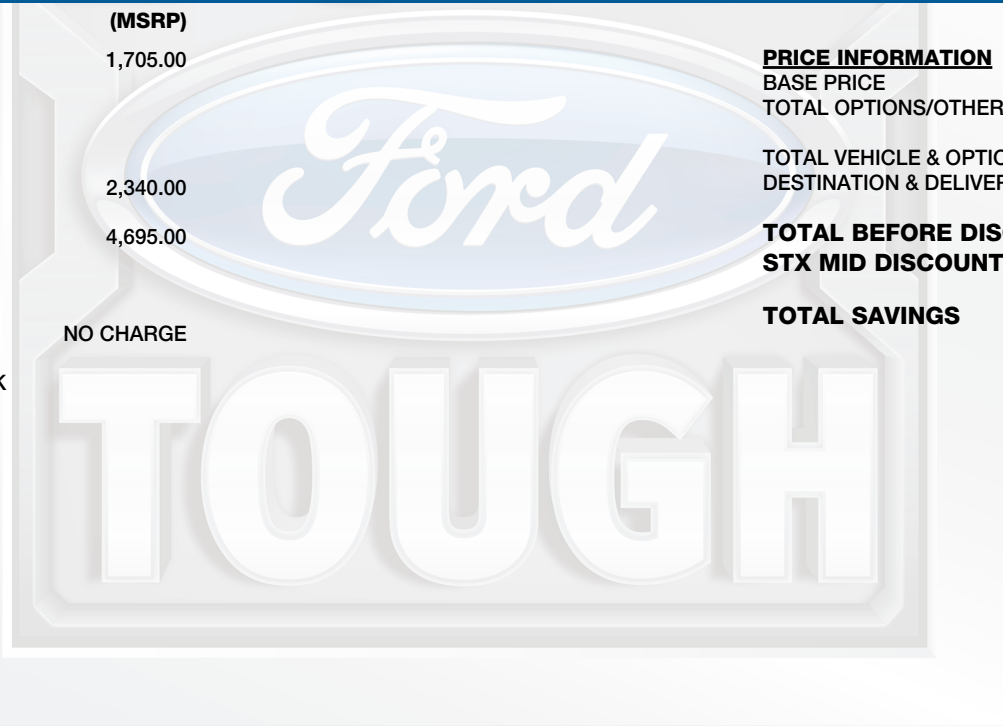 (MSRP)
1,705.00
2,340.00
4,695.00
NO CHARGE
K
PRICE INFORMATION
BASE PRICE
TOTAL OPTIONS/OTHER
TOTAL VEHICLE & OPTIO
DESTINATION & DELIVER
TOTAL BEFORE DIS
STX MID DISCOUNT
TOTAL SAVINGS
Ford
TOUGH